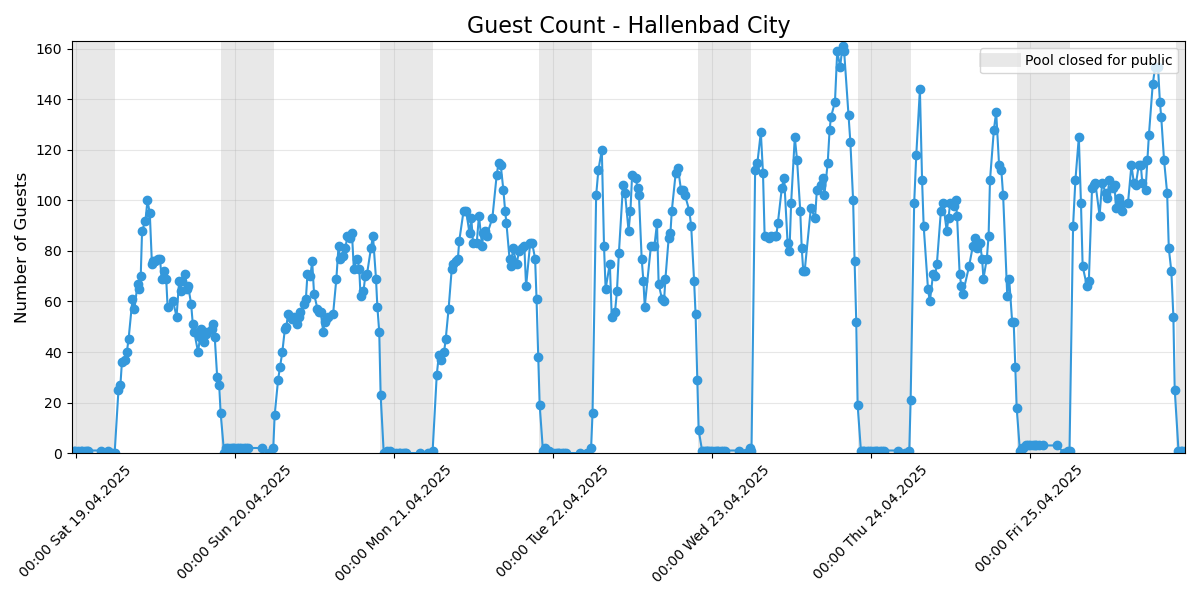 Guest Count - Hallenbad City
Pool closed for public
Number of Guests
160
140
120
100
80
60
40
20
0
00:00 Sat 19.04.2025
00:00 Sun 20.04.2025
00:00 Mon 21.04.2025
00:00 Tue 22.04.2025
00:00 Wed 23.04.2025
00:00 Thu 24.04.2025
00:00 Fri 25.04.2025